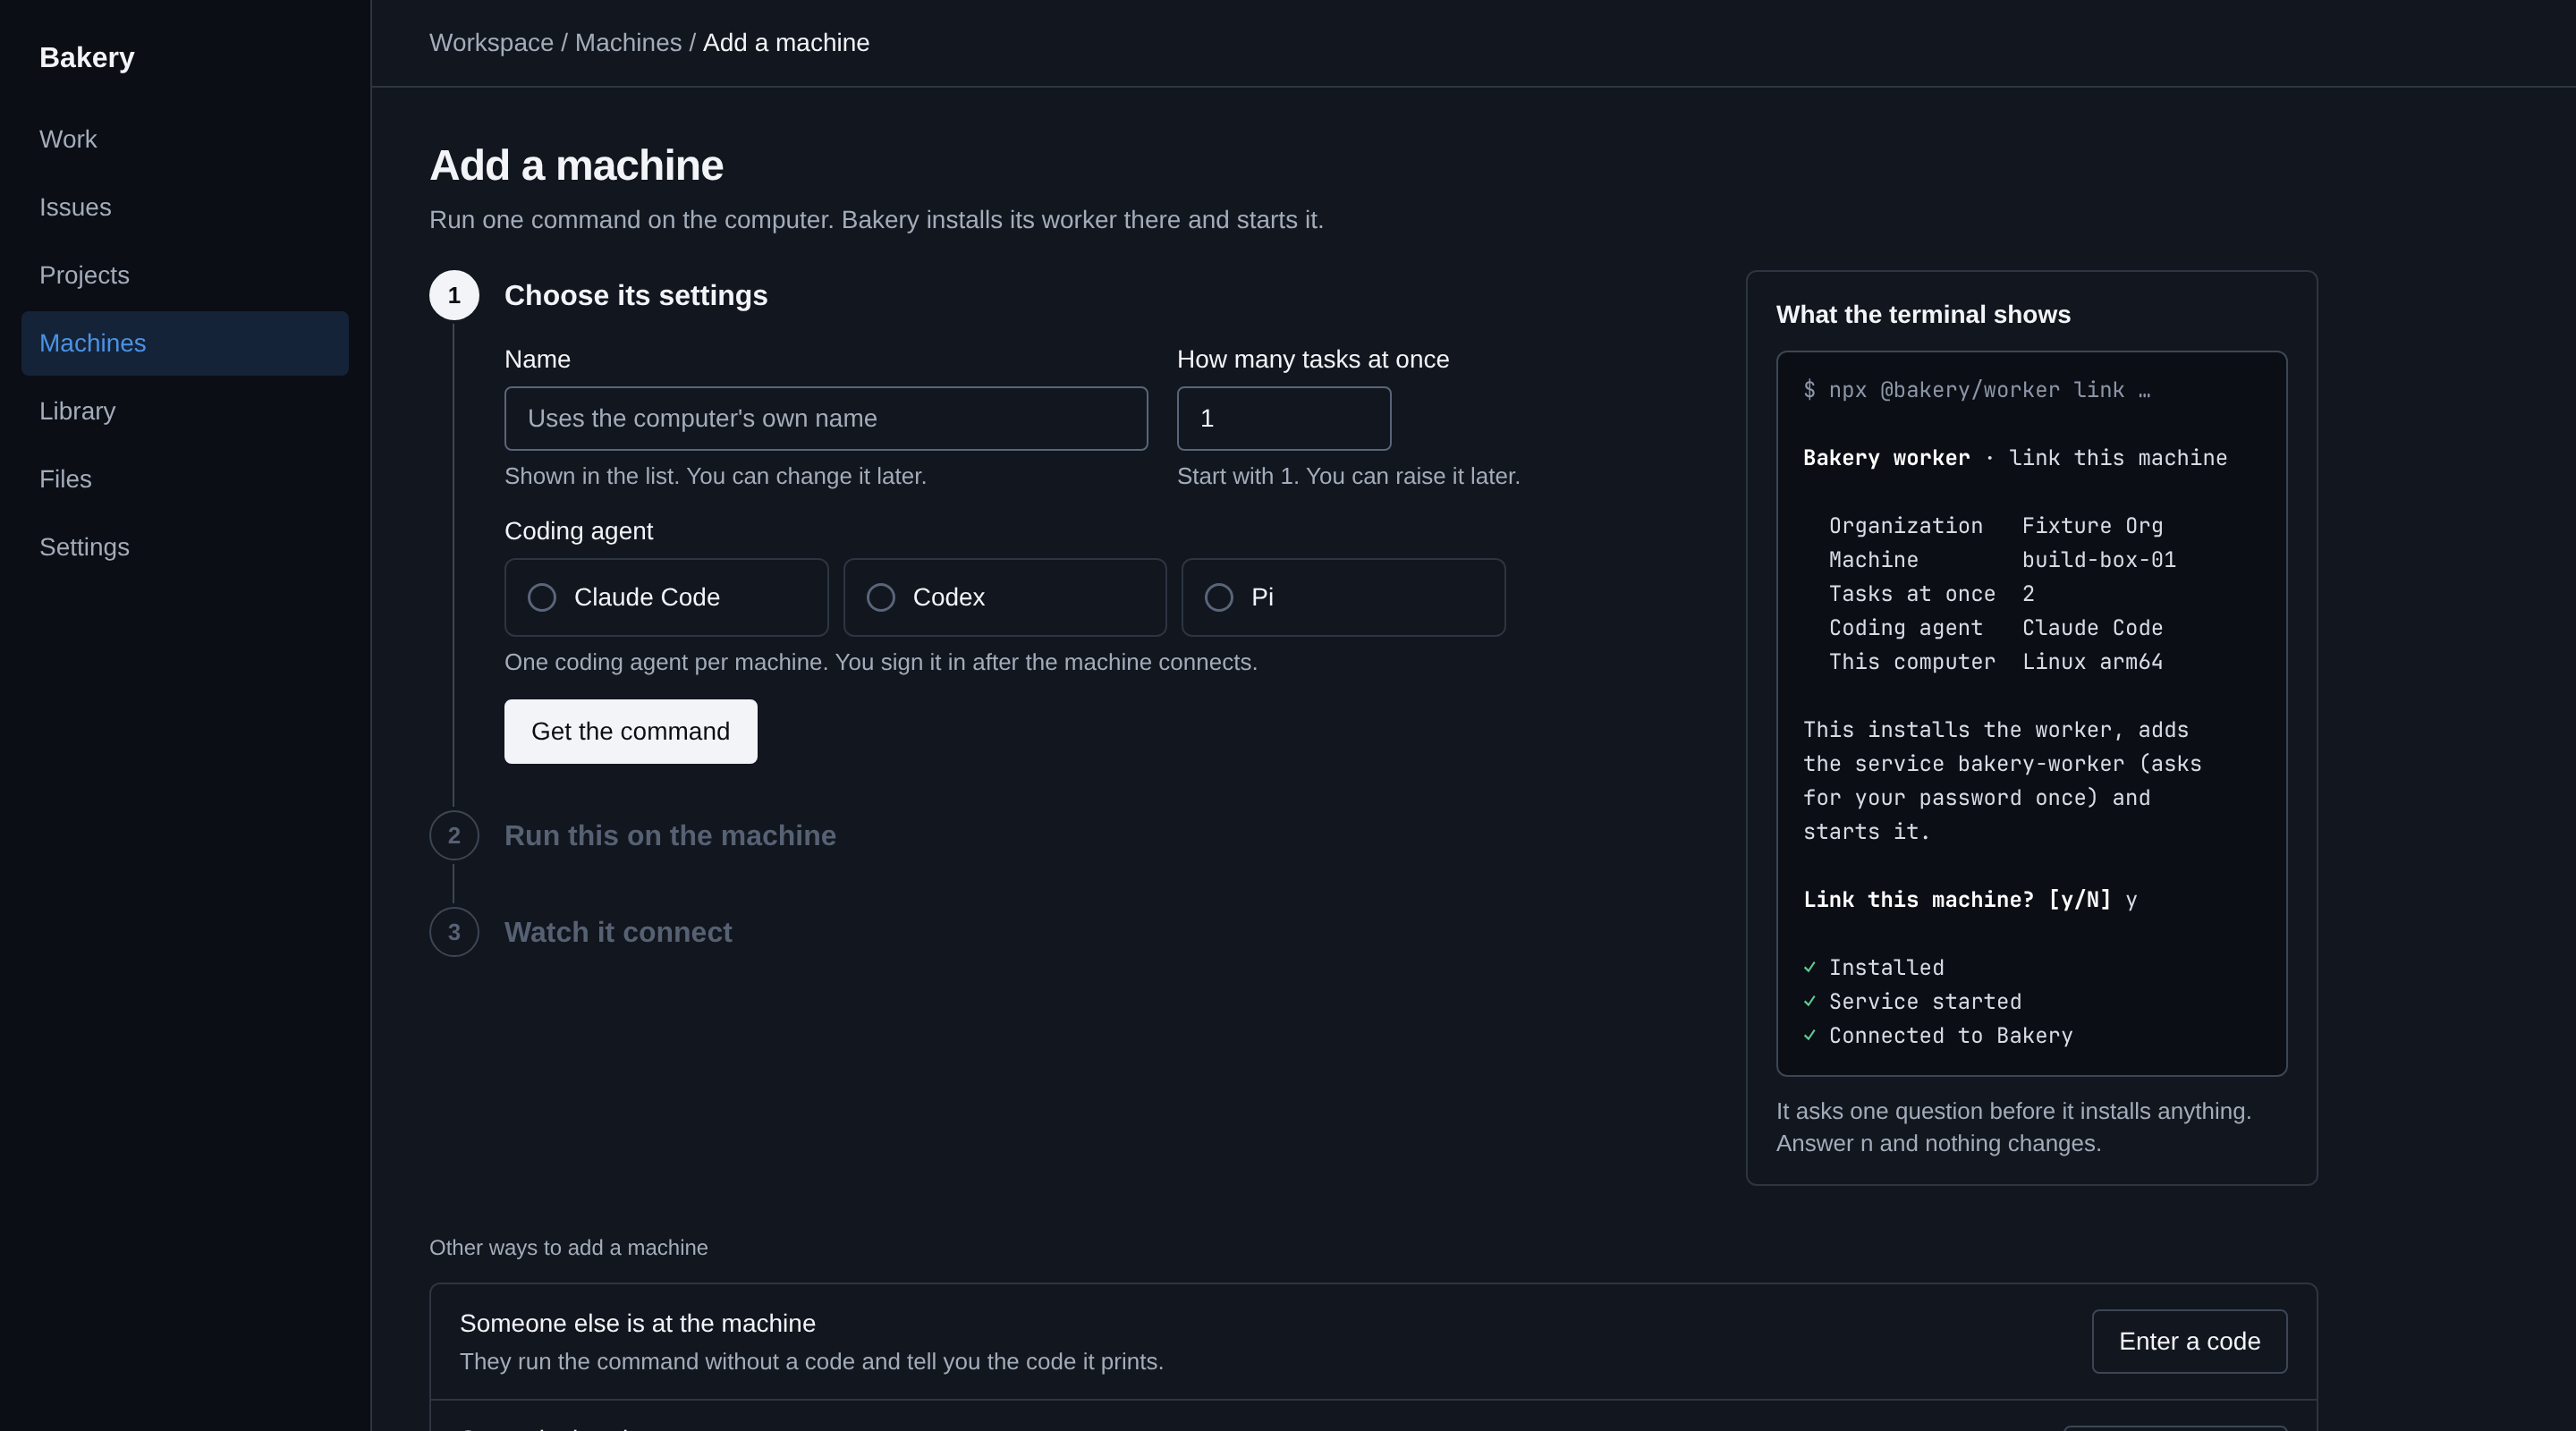 Bakery
Work
Issues
Projects
Machines
Library
Files
Settings
Workspace / Machines / Add a machine
Add a machine
Run one command on the computer. Bakery installs its worker there and starts it.
1
Choose its settings
Name
Uses the computer's own name
Shown in the list. You can change it later.
How many tasks at once
1
Start with 1. You can raise it later.
Coding agent
Claude Code
Codex
Pi
One coding agent per machine. You sign it in after the machine connects.
Get the command
2
Run this on the machine
3
Watch it connect
What the terminal shows
$ npx @bakery/worker link …
Bakery worker · link this machine
Organization Fixture Org
Machine build-box-01
Tasks at once 2
Coding agent Claude Code
This computer Linux arm64
This installs the worker, adds
the service bakery-worker (asks
for your password once) and
starts it.
Link this machine? [y/N] y
✓ Installed
✓ Service started
✓ Connected to Bakery
It asks one question before it installs anything.
Answer n and nothing changes.
Other ways to add a machine
Someone else is at the machine
They run the command without a code and tell you the code it prints.
Enter a code